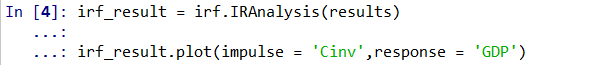 In [4]: irf_result = irf.IRAnalysis(results)
...:
...: irf_result.plot(impulse = 'Cinv',response = 'GDP')